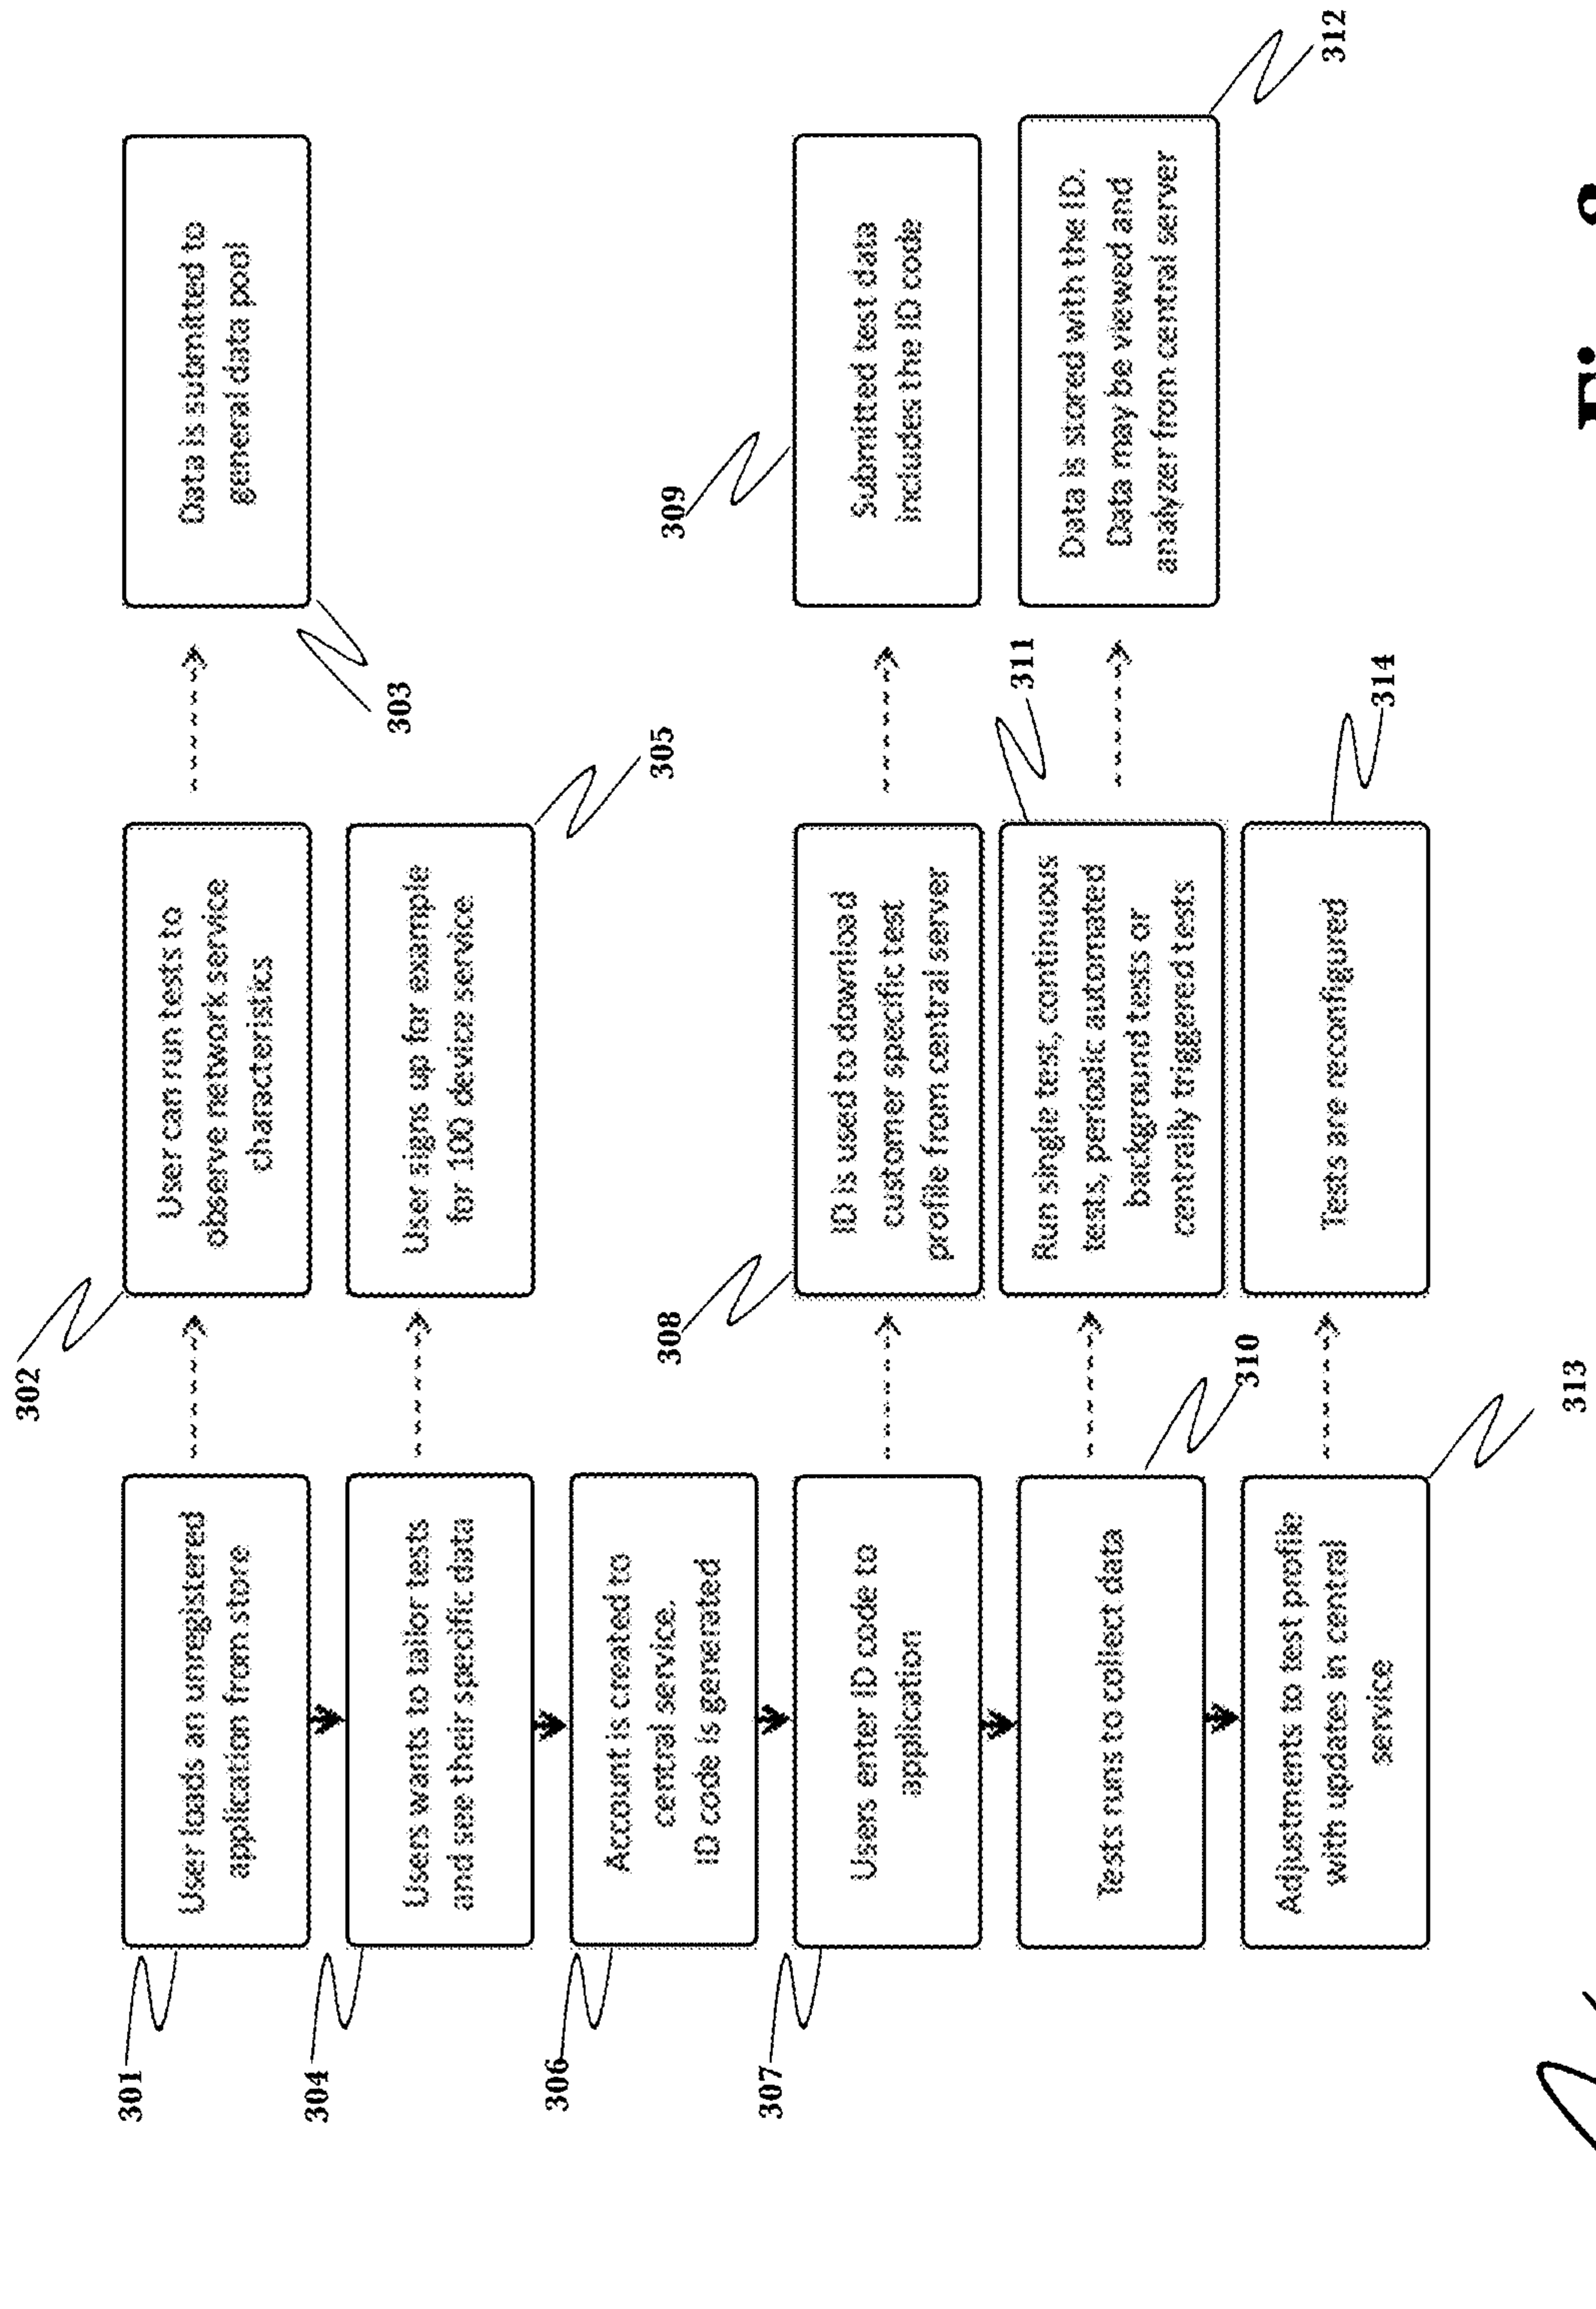 302
User loads an unregistered
application from store
User can run tests to
observe network service
characteristics
Data is submitted to
general data pool
301
303
Users wants to tailor tests
and see their specific data
User signs up for example
for 100 device service
304
305
Account is created to
central service.
ID code is generated
306
308
309
Users enter ID code to
application
ID is used to download
customer specific test
profile from central server
Submitted test data
includes the ID code
307
311
Tests runs to collect data
Run single test, continuous
tests, periodic automated
background tests or
centrally triggered tests
Data is stored with the ID.
Data may be viewed and
analyzer from central server
310
312
Adjustments to test profile
with updates in central
service
Tests are reconfigured
314
313